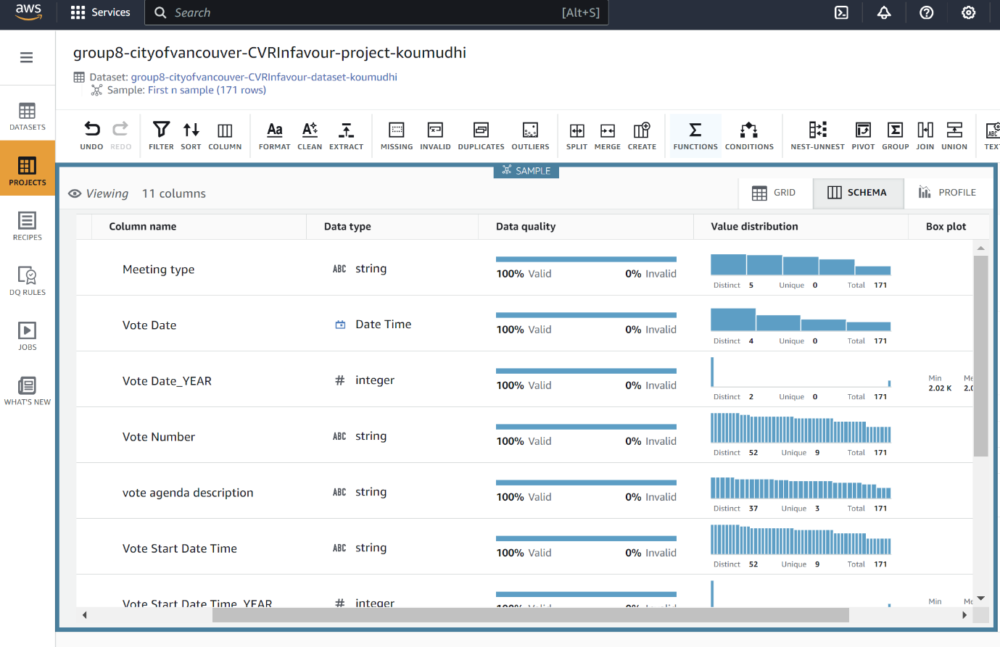 aws
Services
Search
[Alt+S]
group8-cityofvancouver-CVRInfavour-project-koumudhi
Dataset: group8-cityofvancouver-CVRInfavour-dataset-koumudhi
Sample: First n sample (171 rows)
DATASETS
PROJECTS
RECIPES
DQ RULES
JOBS
WHAT'S NEW
UNDO REDO FILTER SORT COLUMN FORMAT CLEAN EXTRACT MISSING INVALID DUPLICATES OUTLIERS SPLIT MERGE CREATE FUNCTIONS CONDITIONS NEST-UNNEST PIVOT GROUP JOIN UNION TEXT
SAMPLE
Viewing 11 columns
GRID SCHEMA PROFILE
Column name Data type Data quality Value distribution Box plot
Meeting type ABC string 100% Valid 0% Invalid
Distinct 5 Unique 0 Total 171
Vote Date Date Time 100% Valid 0% Invalid
Distinct 4 Unique 0 Total 171
Vote Date_YEAR # integer 100% Valid 0% Invalid
Distinct 2 Unique 0 Total 171
Min
2.02 K
Vote Number ABC string 100% Valid 0% Invalid
Distinct 52 Unique 9 Total 171
vote agenda description ABC string 100% Valid 0% Invalid
Distinct 37 Unique 3 Total 171
Vote Start Date Time ABC string 100% Valid 0% Invalid
Distinct 52 Unique 9 Total 171
Vote Start Date Time_YEAR # integer 100% Valid 0% Invalid
Min